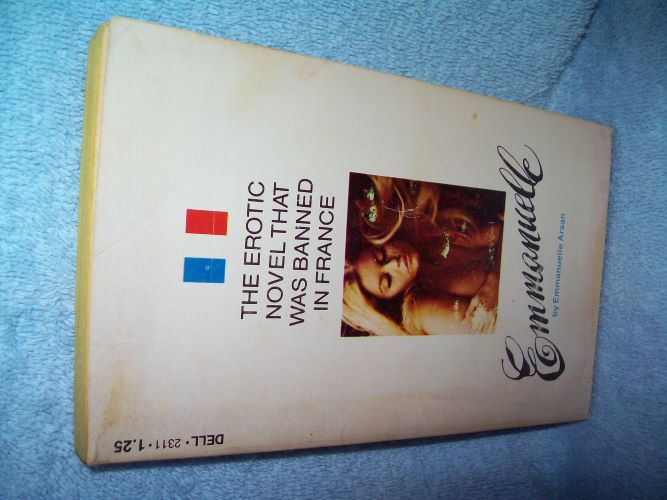 DELL • 2311 • 1.25
THE EROTIC
NOVEL THAT
WAS BANNED
IN FRANCE
Emmanuelle
by Emmanuelle Arsan